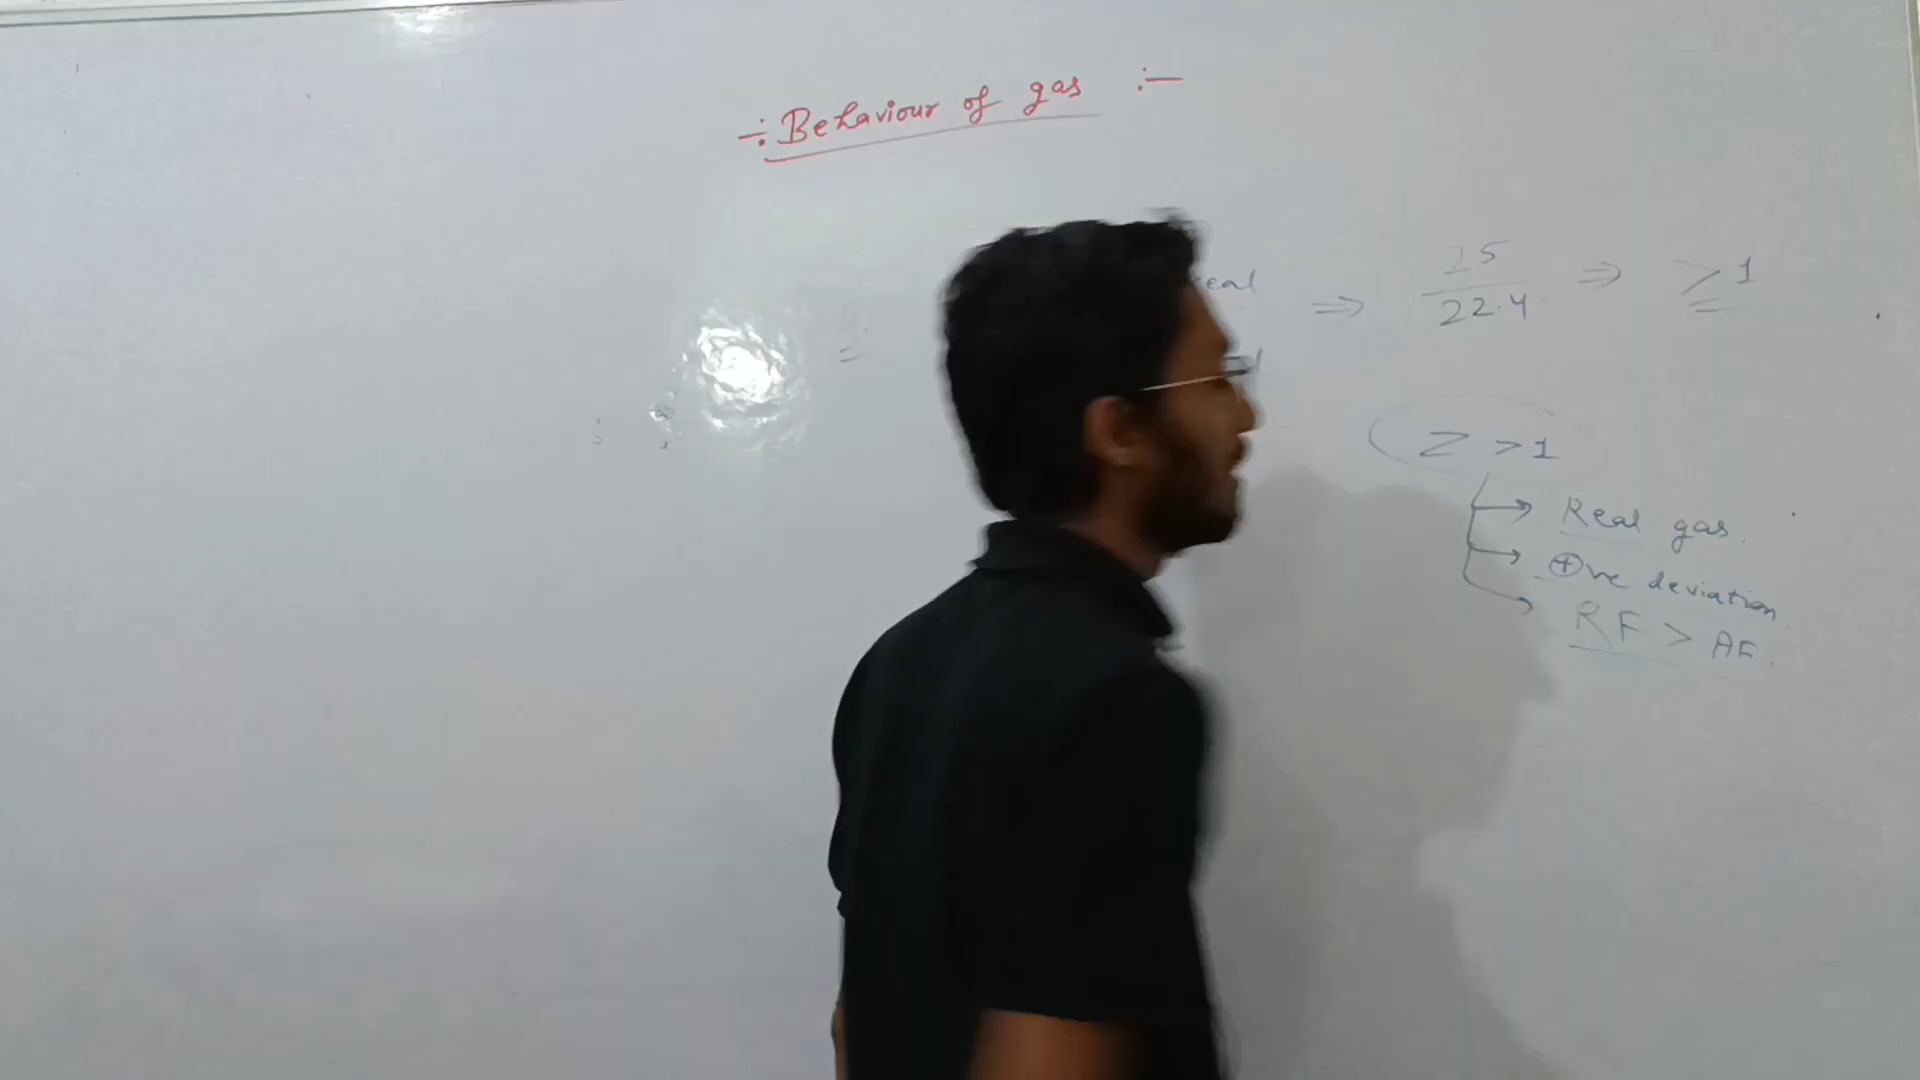 ÷ Behaviour of gas :-
eal ⇒ 25/22.4 ⇒ > 1
Z > 1
→ Real gas.
→ ⊕ve deviation
→ RF > AF.